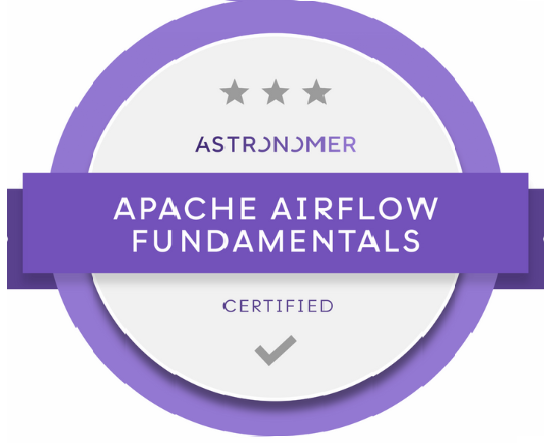 ASTRONOMER
APACHE AIRFLOW
FUNDAMENTALS
CERTIFIED